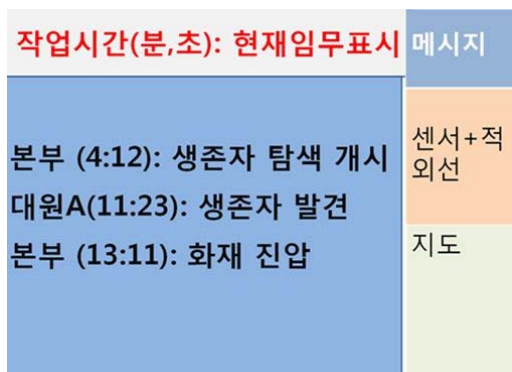 작업시간(분,초): 현재임무표시
메시지
본부 (4:12): 생존자 탐색 개시
대원A(11:23): 생존자 발견
본부 (13:11): 화재 진압
센서+적
외선
지도